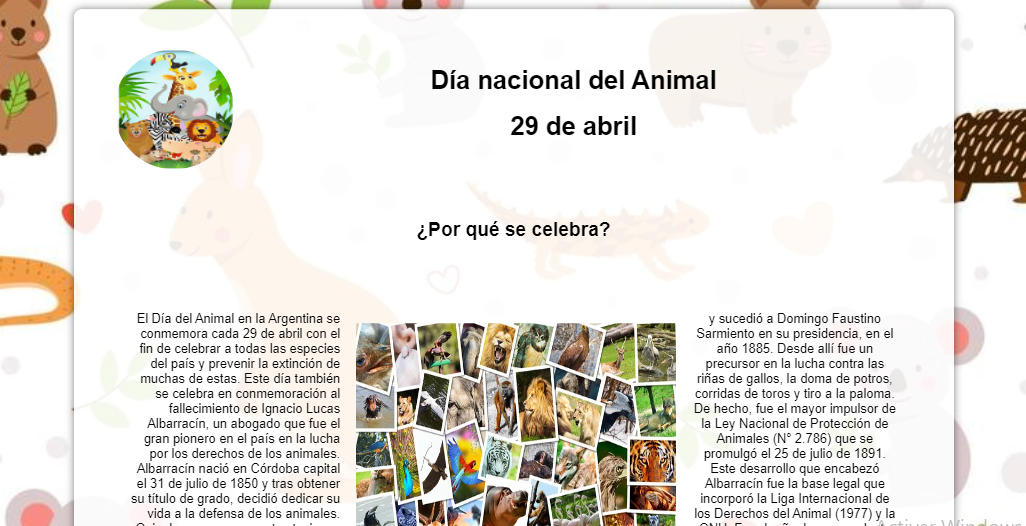 Día nacional del Animal
29 de abril
¿Por qué se celebra?
El Día del Animal en la Argentina se
conmemora cada 29 de abril con el
fin de celebrar a todas las especies
del país y prevenir la extinción de
muchas de estas. Este día también
se celebra en conmemoración al
fallecimiento de Ignacio Lucas
Albarracín, un abogado que fue el
gran pionero en el país en la lucha
por los derechos de los animales.
Albarracín nació en Córdoba capital
el 31 de julio de 1850 y tras obtener
su título de grado, decidió dedicar su
vida a la defensa de los animales.
y sucedió a Domingo Faustino
Sarmiento en su presidencia, en el
año 1885. Desde allí fue un
precursor en la lucha contra las
riñas de gallos, la doma de potros,
corridas de toros y tiro a la paloma.
De hecho, fue el mayor impulsor de
la Ley Nacional de Protección de
Animales (N° 2.786) que se
promulgó el 25 de julio de 1891.
Este desarrollo que encabezó
Albarracín fue la base legal que
incorporó la Liga Internacional de
los Derechos del Animal (1977) y la
Activar Windows